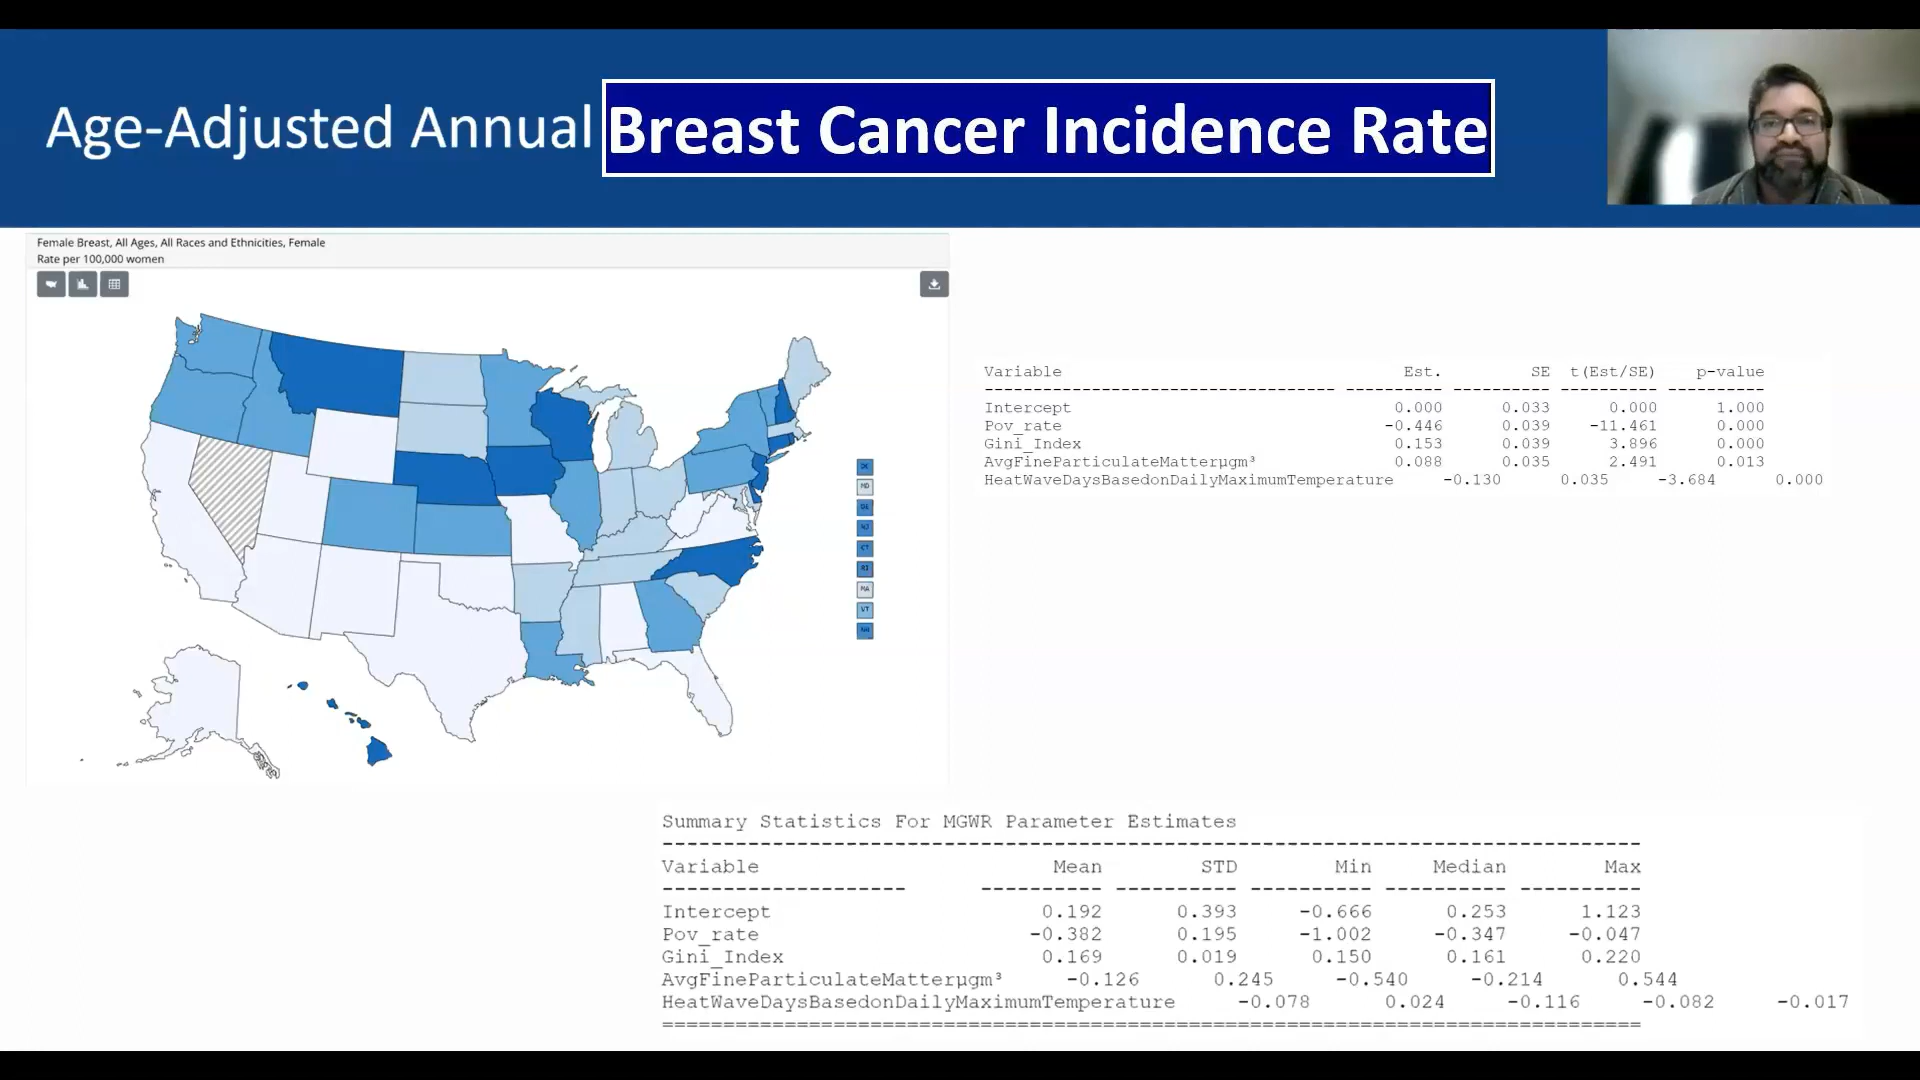 Age-Adjusted Annual Breast Cancer Incidence Rate
Female Breast, All Ages, All Races and Ethnicities, Female
Rate per 100,000 women
Variable Est. SE t(Est/SE) p-value
Intercept 0.000 0.033 0.000 1.000
Pov_rate -0.446 0.039 -11.461 0.000
Gini_Index 0.153 0.039 3.896 0.000
AvgFineParticulateMatterµgm³ 0.088 0.035 2.491 0.013
HeatWaveDaysBasedonDailyMaximumTemperature -0.130 0.035 -3.684 0.000
MD
NJ
CT
RI
MA
VT
NH
Summary Statistics For MGWR Parameter Estimates
Variable Mean STD Min Median Max
Intercept 0.192 0.393 -0.666 0.253 1.123
Pov_rate -0.382 0.195 -1.002 -0.347 -0.047
Gini_Index 0.169 0.019 0.150 0.161 0.220
AvgFineParticulateMatterµgm³ -0.126 0.245 -0.540 -0.214 0.544
HeatWaveDaysBasedonDailyMaximumTemperature -0.078 0.024 -0.116 -0.082 -0.017